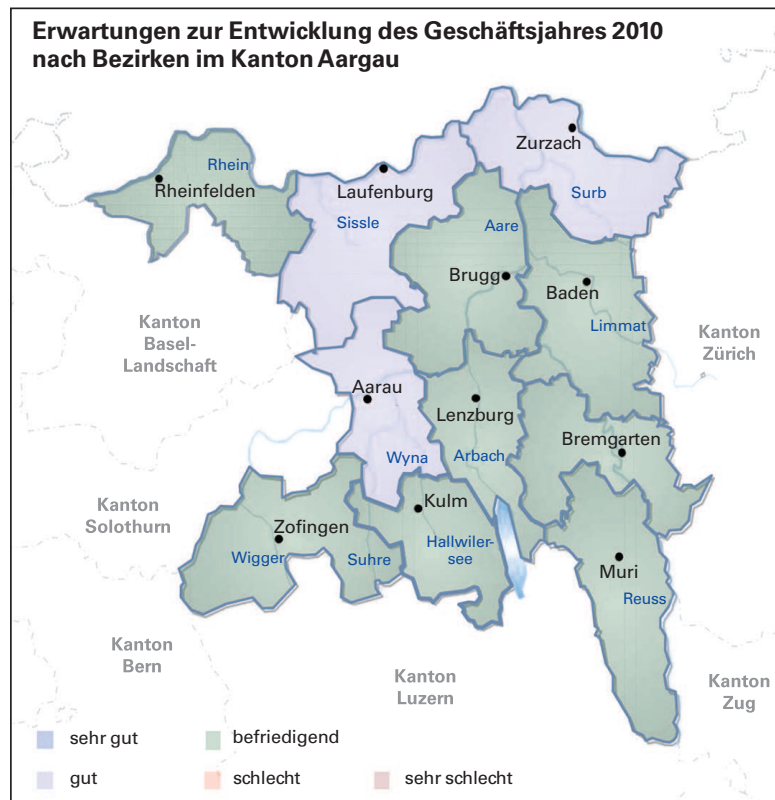 Erwartungen zur Entwicklung des Geschäftsjahres 2010
nach Bezirken im Kanton Aargau
Zurzach
Rhein
Rheinfelden
Laufenburg
Surb
Sissle
Aare
Brugg
Baden
Kanton
Basel-
Landschaft
Limmat
Kanton
Zürich
Aarau
Lenzburg
Bremgarten
Wyna
Arbach
Kanton
Solothurn
Kulm
Zofingen
Wigger
Suhre
Hallwiler-
see
Muri
Reuss
Kanton
Bern
Kanton
Luzern
Kanton
Zug
sehr gut
befriedigend
gut
schlecht
sehr schlecht